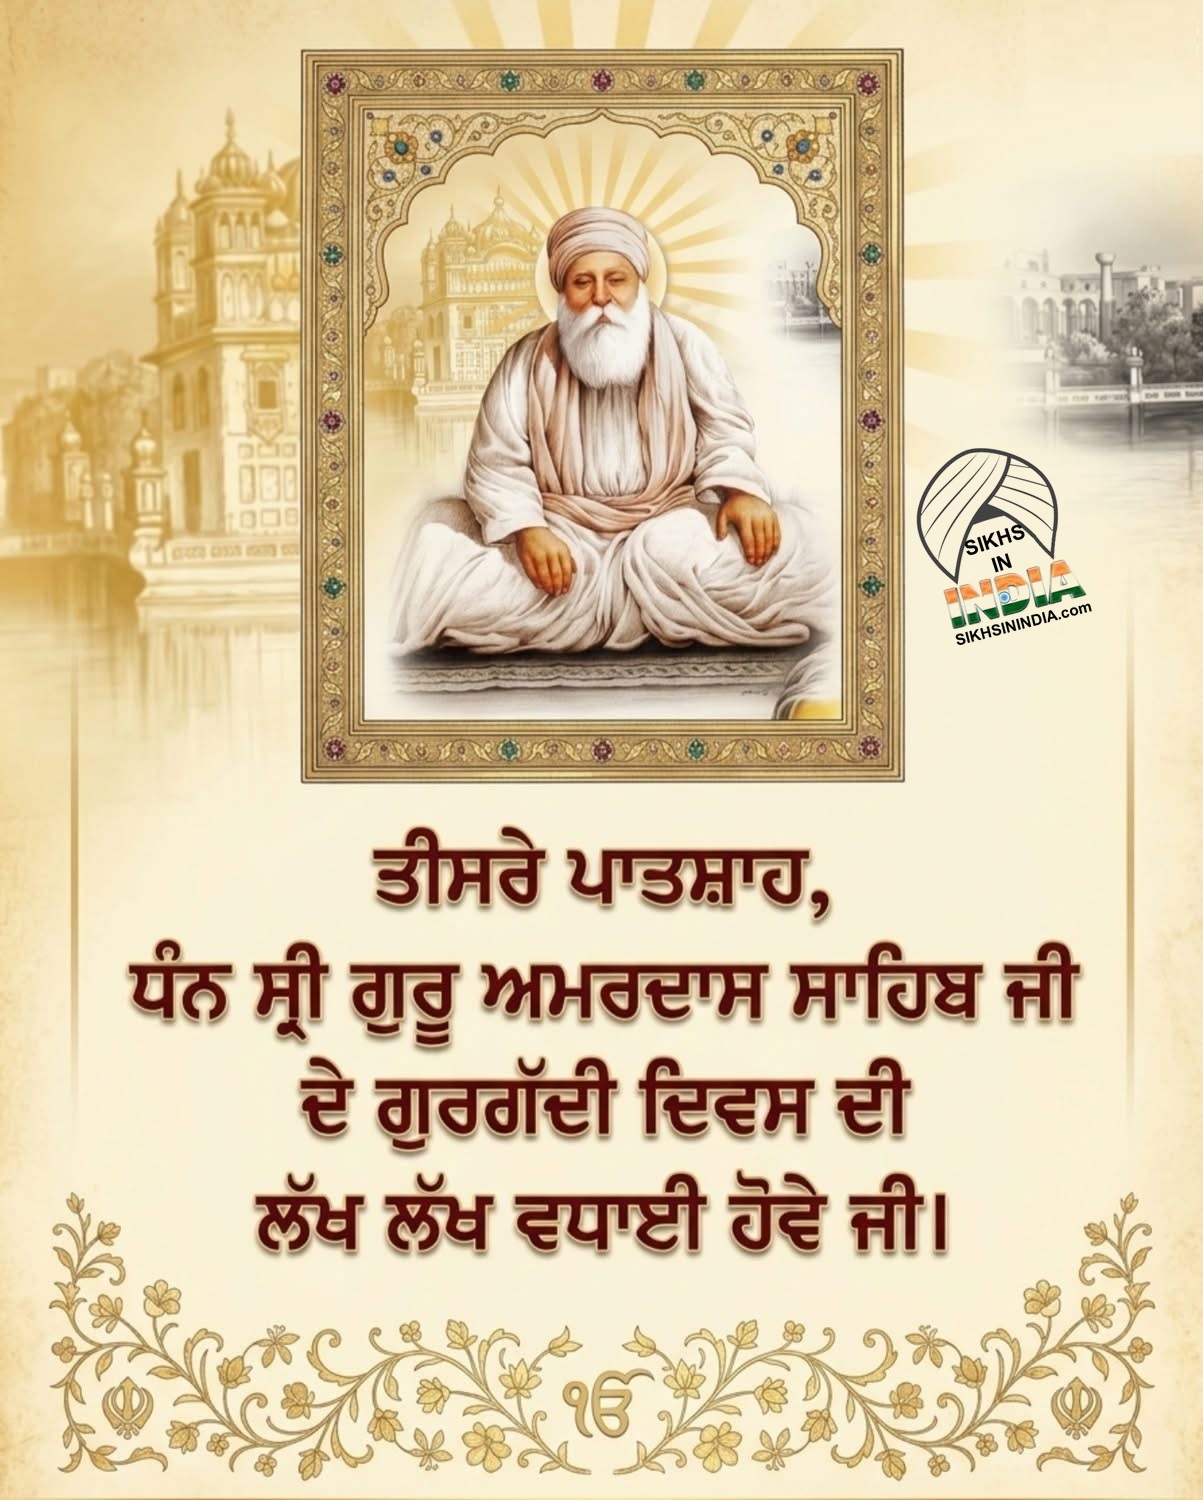 SIKHS
IN
INDIA
SIKHSININDIA.com
ਤੀਸਰੇ ਪਾਤਸ਼ਾਹ,
ਧੰਨ ਸ੍ਰੀ ਗੁਰੂ ਅਮਰਦਾਸ ਸਾਹਿਬ ਜੀ
ਦੇ ਗੁਰਗੱਦੀ ਦਿਵਸ ਦੀ
ਲੱਖ ਲੱਖ ਵਧਾਈ ਹੋਵੇ ਜੀ।
ੴ